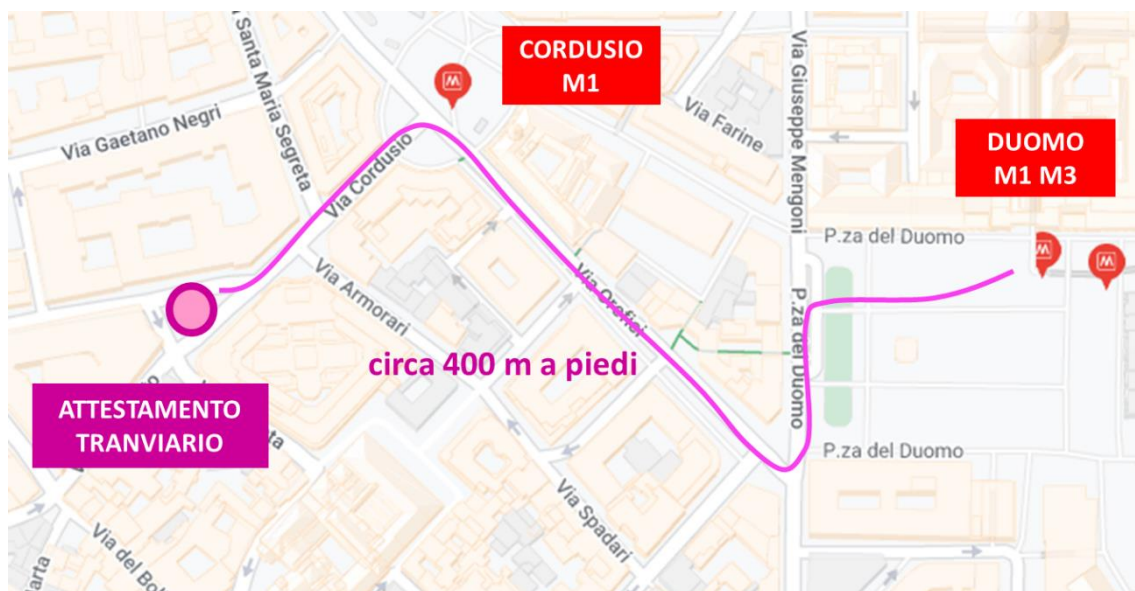 CORDUSIO
M1
Via Santa Maria Segreta
Via Gaetano Negri
Via Cordusio
Via Farine
Via Giuseppe Mengoni
DUOMO
M1 M3
P.za del Duomo
Via Armorari
Via Orefici
P.za del Duomo
circa 400 m a piedi
ATTESTAMENTO
TRANVIARIO
P.za del Duomo
Via Spadari
Via del Bo